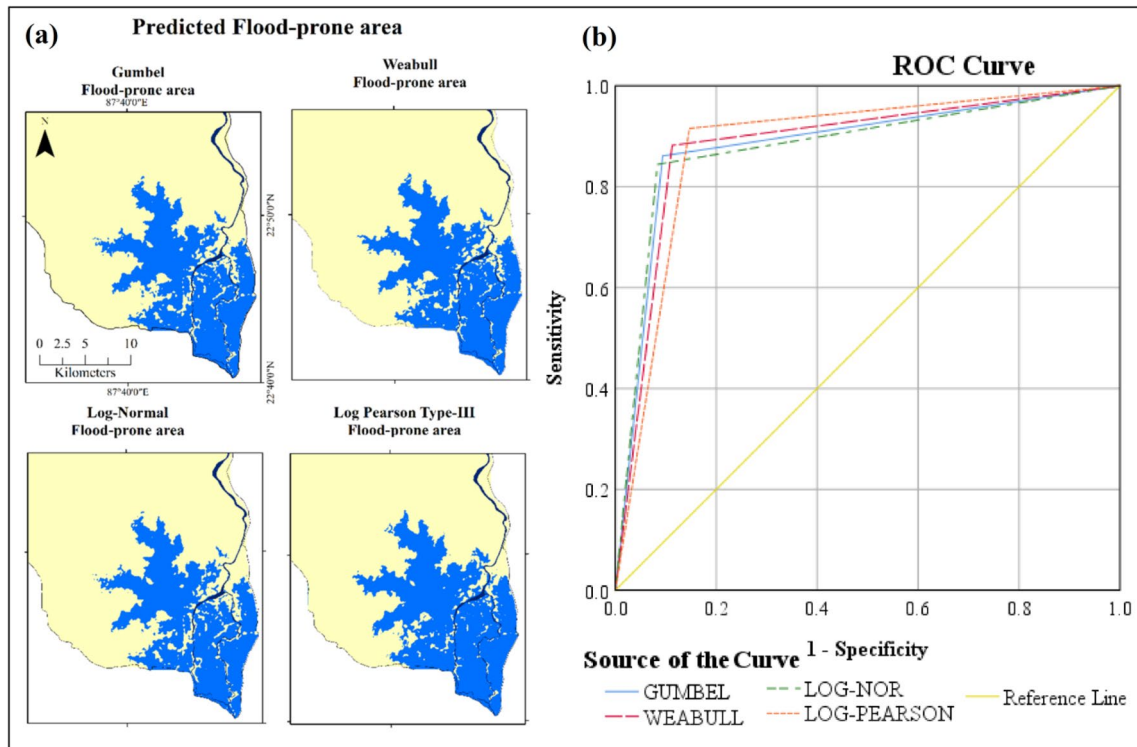 (a)
Predicted Flood-prone area
Gumbel
Flood-prone area
87°40'0"E
N
22°50'0"N
0 2.5 5 10
Kilometers
87°40'0"E
22°40'0"N
Weabull
Flood-prone area
Log-Normal
Flood-prone area
Log Pearson Type-III
Flood-prone area
(b)
ROC Curve
1.0
0.8
0.6
0.4
0.2
0.0
Sensitivity
0.0 0.2 0.4 0.6 0.8 1.0
1 - Specificity
Source of the Curve
GUMBEL
WEABULL
LOG-NOR
LOG-PEARSON
Reference Line